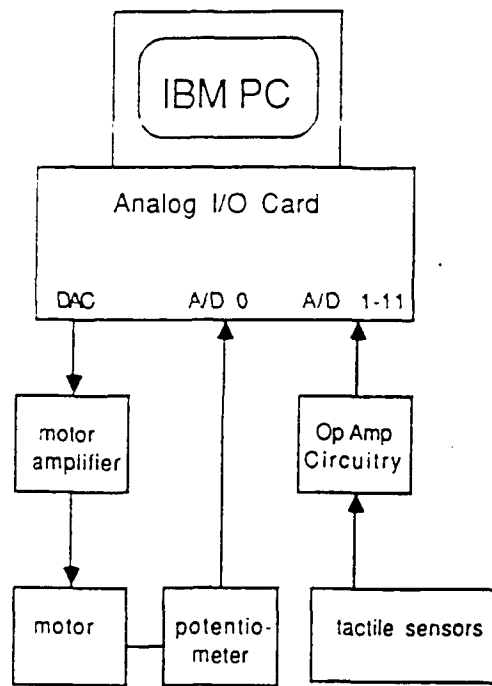 IBM PC
Analog I/O Card
DAC A/D 0 A/D 1-11
motor
amplifier
Op Amp
Circuitry
motor
potentio-
meter
tactile sensors